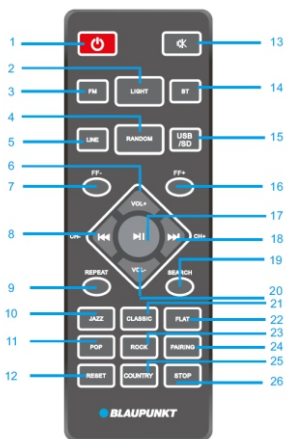 1
13
2
3 FM LIGHT BT 14
4
5 LINE RANDOM USB /SD 15
6
FF- FF+
7 16
VOL+
17
8 CH- CH+ 18
19
REPEAT VOL- SEARCH
9 20
21
10 JAZZ CLASSIC FLAT 22
23
11 POP ROCK PAIRING 24
25
12 RESET COUNTRY STOP
26
BLAUPUNKT